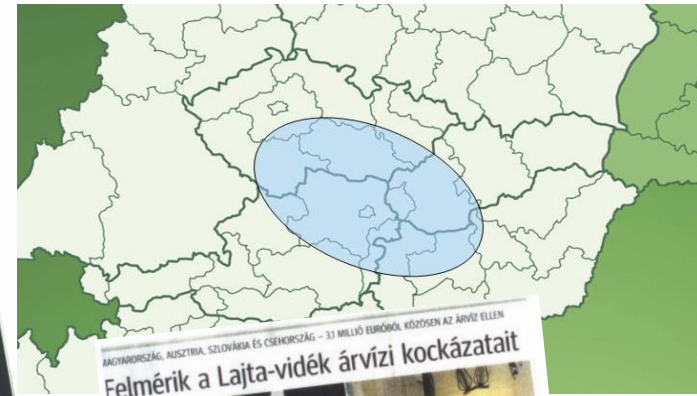 MAGYARORSZÁG, AUSZTRIA, SZLOVÁKIA ÉS CSEHORSZÁG – 3,1 MILLIÓ EURÓBÓL KÖZÖSEN AZ ÁRVÍZ ELLEN
Felmérik a Lajta-vidék árvízi kockázatait